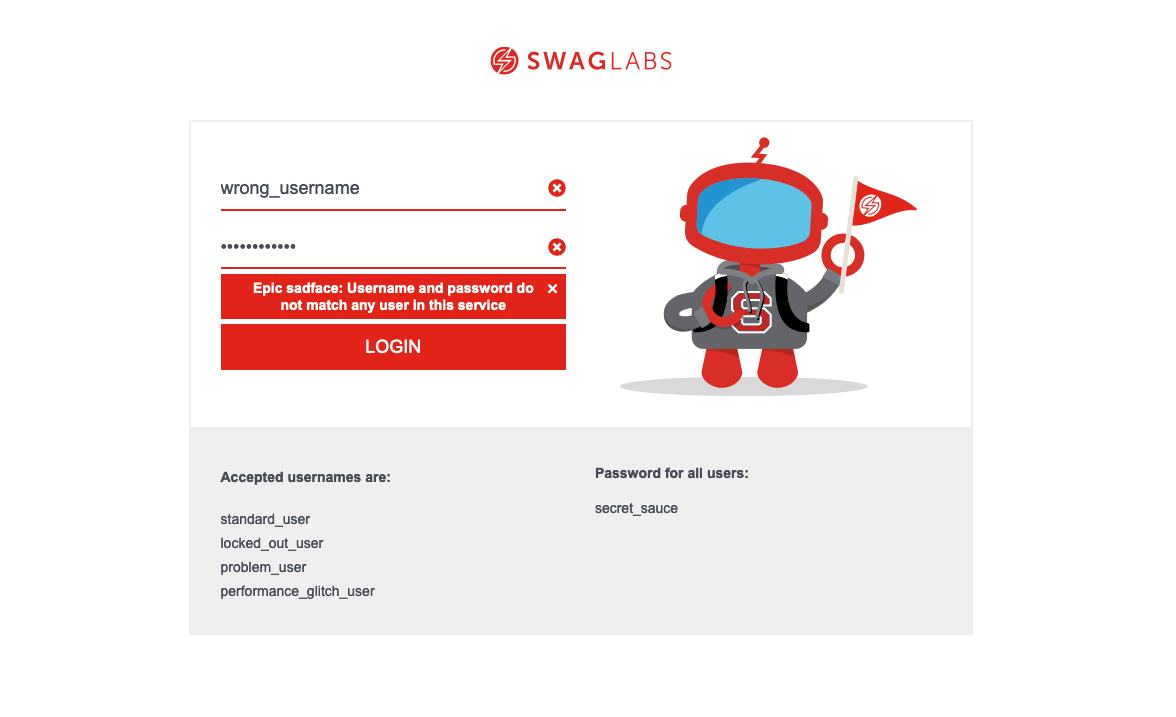 SWAGLABS
wrong_username
••••••••••••
Epic sadface: Username and password do
not match any user in this service
LOGIN
S
Accepted usernames are:
standard_user
locked_out_user
problem_user
performance_glitch_user
Password for all users:
secret_sauce